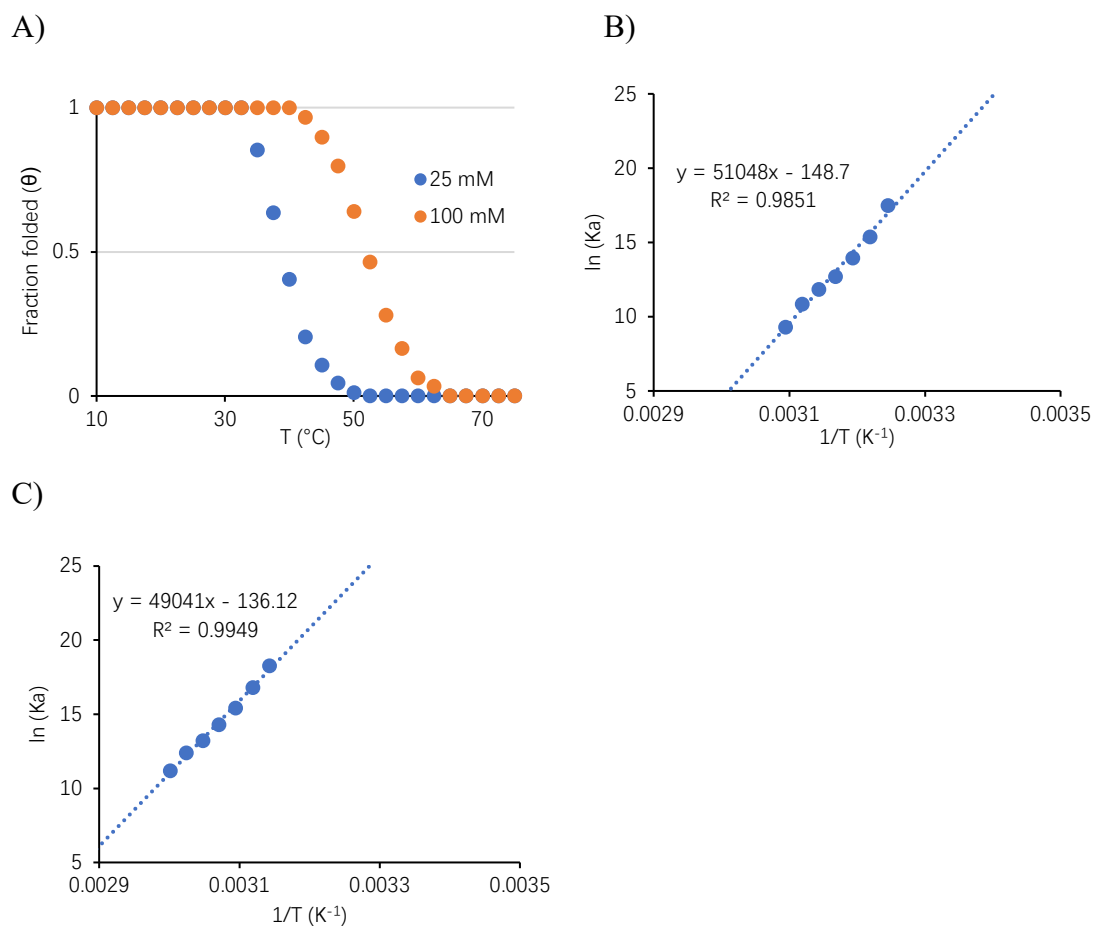 A)
1
0.5
0
Fraction folded (θ)
10
30
50
70
T (°C)
25 mM
100 mM
B)
25
20
15
10
5
ln (Ka)
y = 51048x - 148.7
R² = 0.9851
0.0029
0.0031
0.0033
0.0035
1/T (K⁻¹)
C)
25
20
15
10
5
ln (Ka)
y = 49041x - 136.12
R² = 0.9949
0.0029
0.0031
0.0033
0.0035
1/T (K⁻¹)